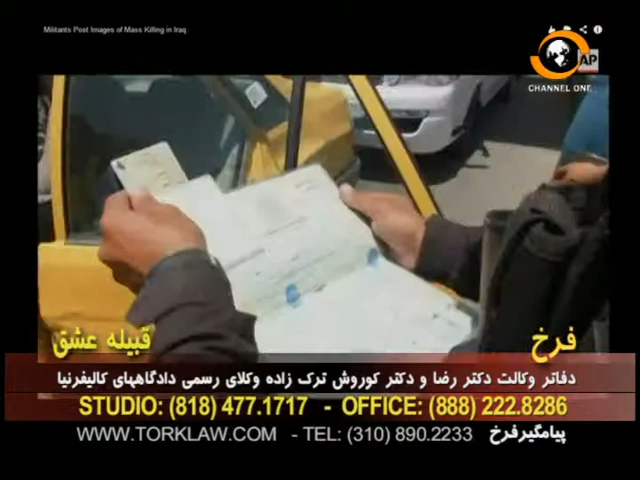 Militants Post Images of Mass Killing in Iraq
AP
CHANNEL ONE
فرخ
قبیله عشق
دفاتر وکالت دکتر رضا و دکتر کوروش ترک زاده وکلای رسمی دادگاههای کالیفرنیا
STUDIO: (818) 477.1717 - OFFICE: (888) 222.8286
WWW.TORKLAW.COM - TEL: (310) 890.2233 پیامگیرفرخ